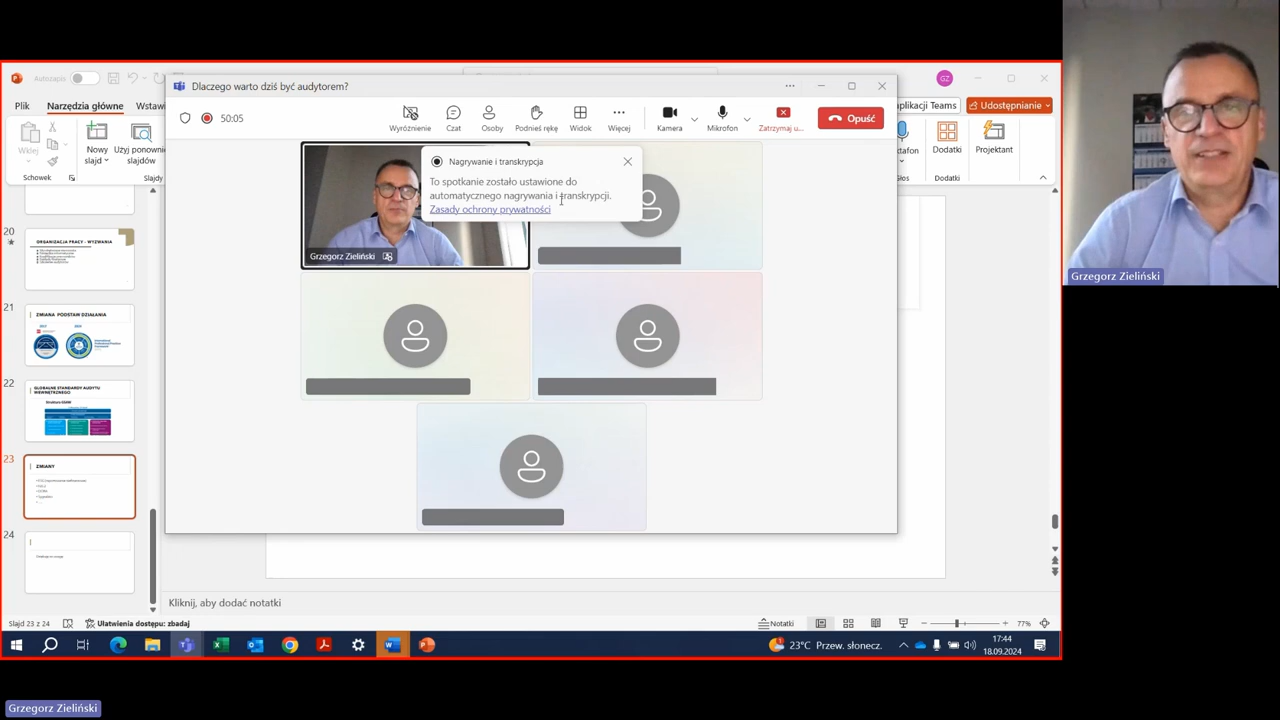 Autozapis
GZ
Dlaczego warto dziś być audytorem?
Plik
Narzędzia główne
Wstawi
plikacji Teams
Udostępnianie
50:05
Wyróżnienie
Czat
Osoby
Podnieś rękę
Widok
Więcej
Kamera
Mikrofon
Zatrzymaj u...
Opuść
Wklej
Nowy
slajd
Użyj ponownie
slajdów
ktafon
Dodatki
Projektant
Schowek
Slajdy
Głos
Dodatki
Nagrywanie i transkrypcja
To spotkanie zostało ustawione do
automatycznego nagrywania i transkrypcji.
Zasady ochrony prywatności
Grzegorz Zieliński
Grzegorz Zieliński
20
ORGANIZACJA PRACY - WYZWANIA
21
ZMIANA PODSTAW DZIAŁANIA
22
GLOBALNE STANDARDY AUDYTU
WEWNĘTRZNEGO
23
ZMIANY
24
Kliknij, aby dodać notatki
Slajd 23 z 24
Ułatwienia dostępu: zbadaj
Notatki
77%
23°C Przew. słonecz.
17:44
18.09.2024
Grzegorz Zieliński